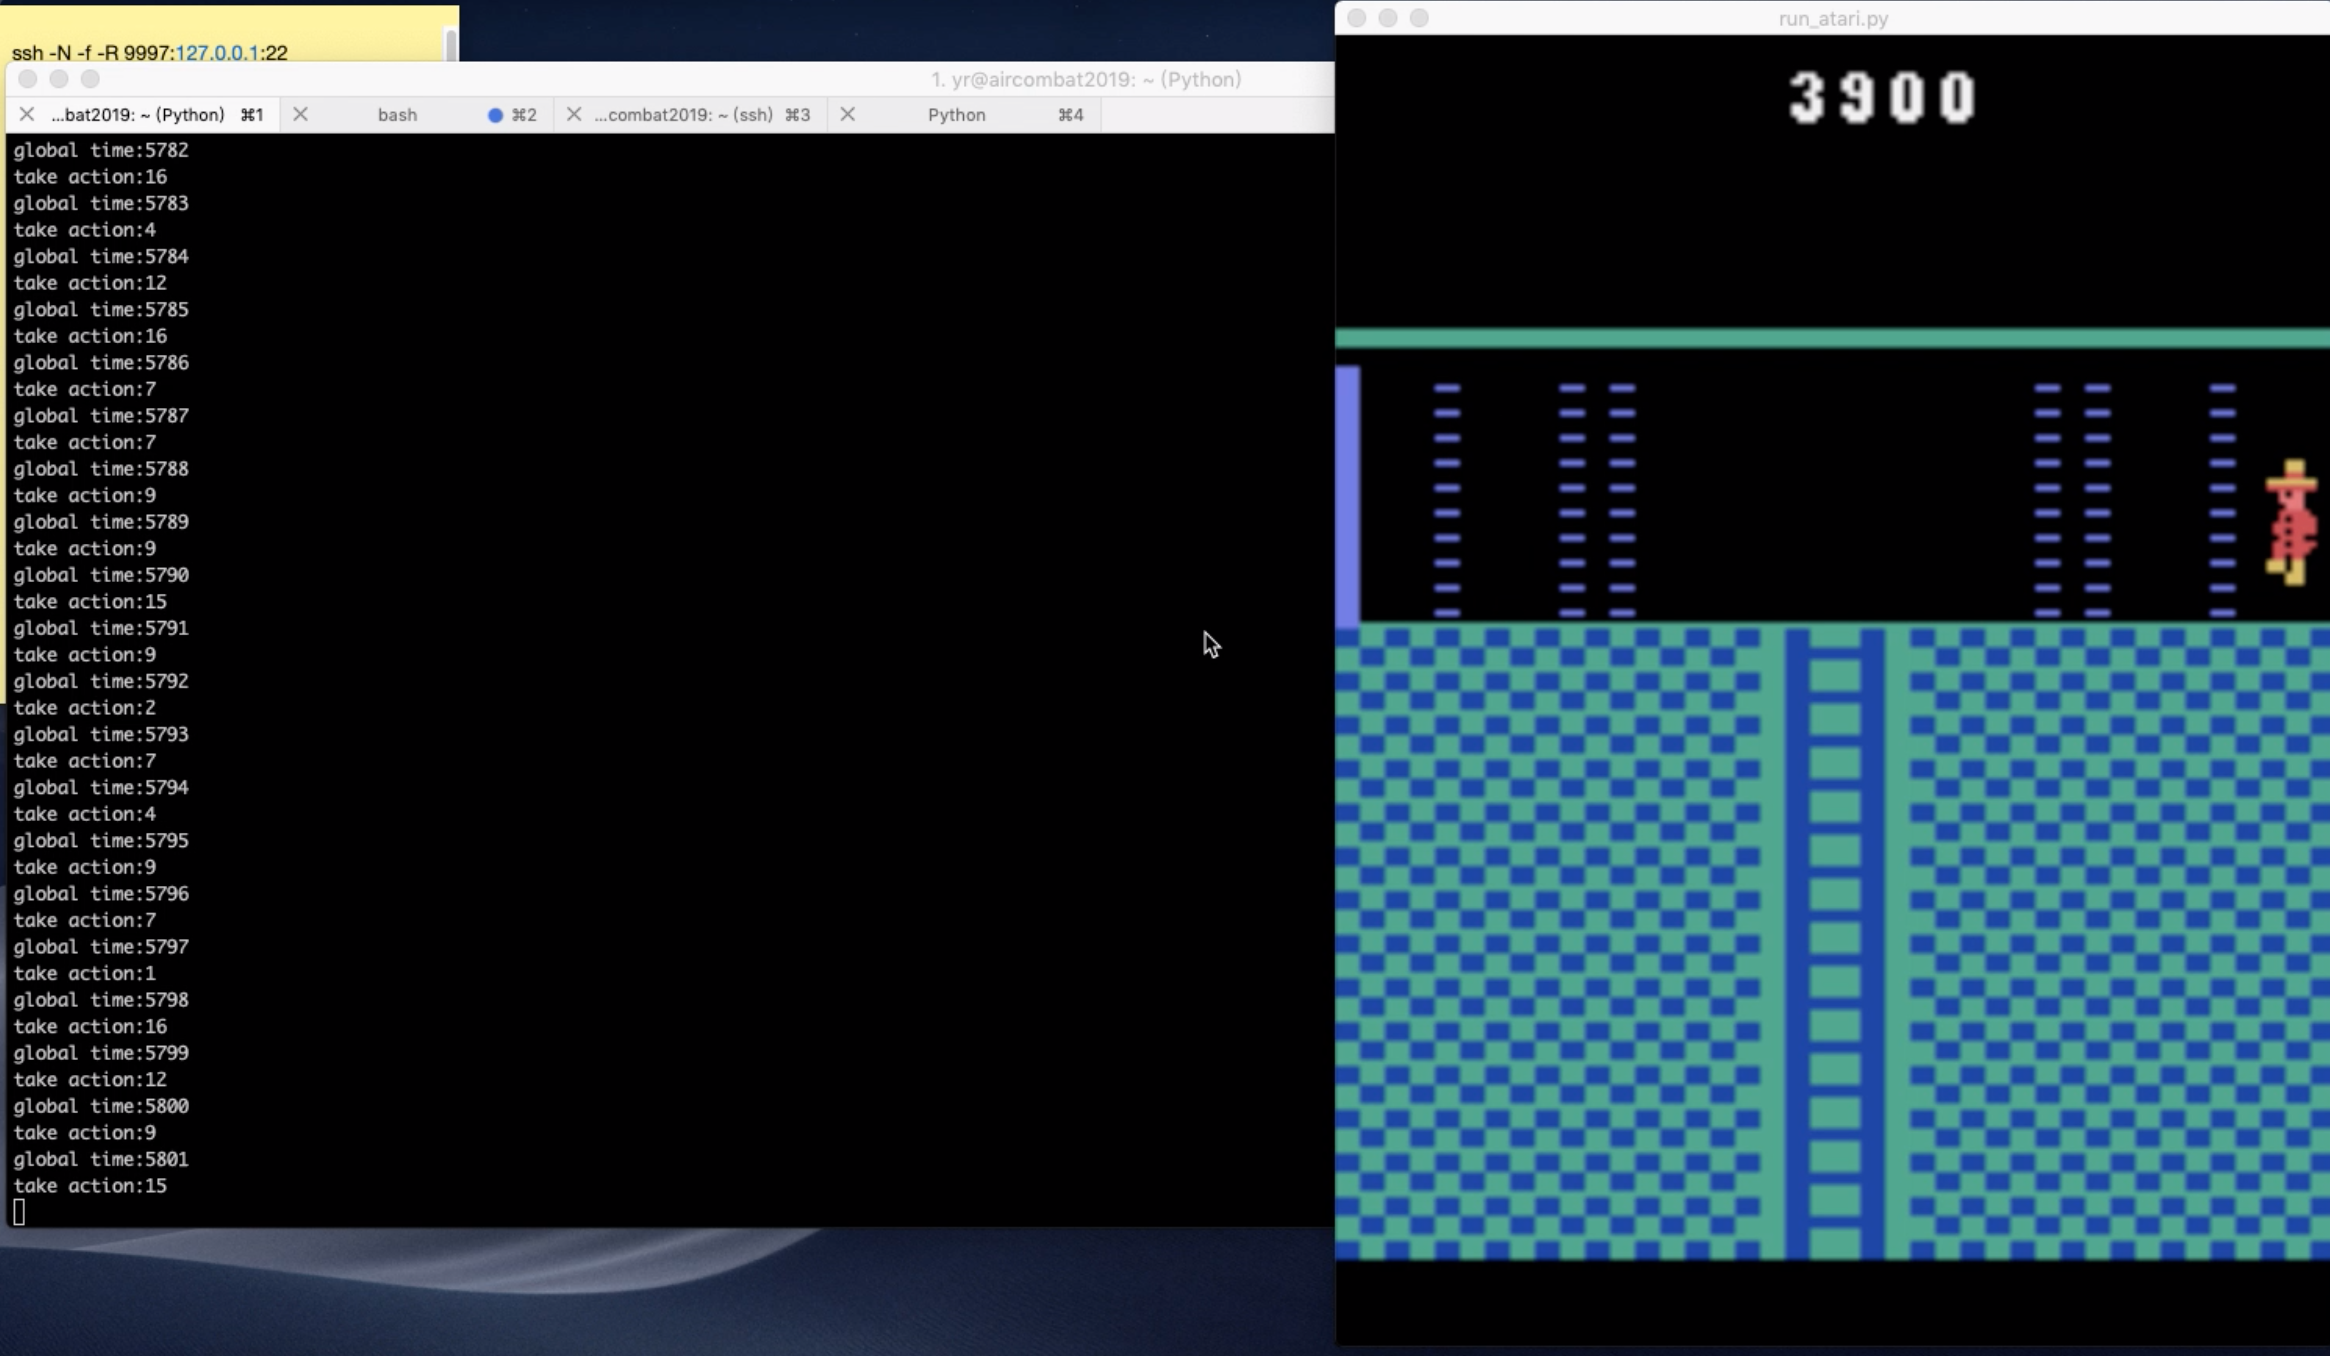 ssh -N -f -R 9997:127.0.0.1:22
1. yr@aircombat2019: ~ (Python)
...bat2019: ~ (Python) ⌘1 bash ⌘2 ...combat2019: ~ (ssh) ⌘3 Python ⌘4
global time:5782
take action:16
global time:5783
take action:4
global time:5784
take action:12
global time:5785
take action:16
global time:5786
take action:7
global time:5787
take action:7
global time:5788
take action:9
global time:5789
take action:9
global time:5790
take action:15
global time:5791
take action:9
global time:5792
take action:2
global time:5793
take action:7
global time:5794
take action:4
global time:5795
take action:9
global time:5796
take action:7
global time:5797
take action:1
global time:5798
take action:16
global time:5799
take action:12
global time:5800
take action:9
global time:5801
take action:15
run_atari.py
3900